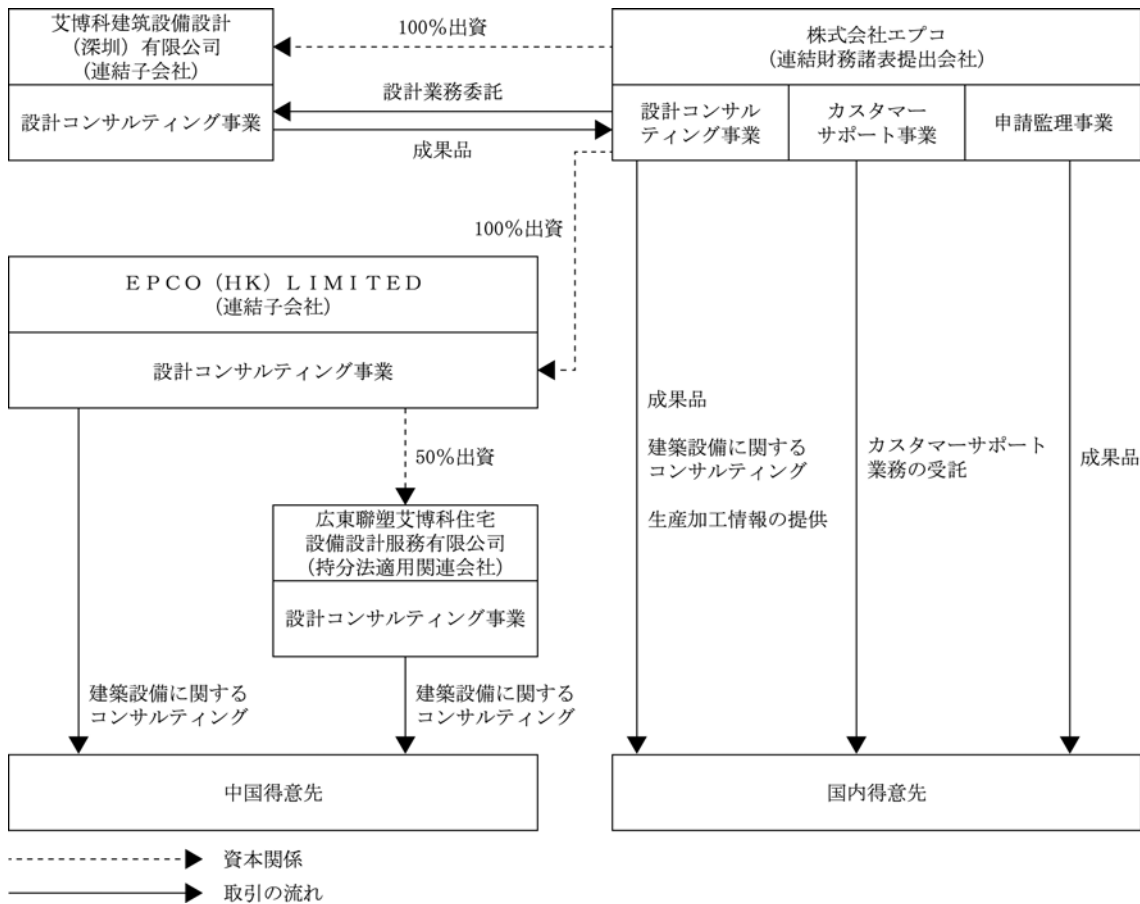 艾博科建築設備設計
（深圳）有限公司
（連結子会社）
設計コンサルティング事業
100％出資
設計業務委託
成果品
株式会社エプコ
（連結財務諸表提出会社）
設計コンサル
ティング事業
カスタマー
サポート事業
申請監理事業
100％出資
ＥＰＣＯ（ＨＫ）ＬＩＭＩＴＥＤ
（連結子会社）
設計コンサルティング事業
50％出資
広東聯塑艾博科住宅
設備設計服務有限公司
（持分法適用関連会社）
設計コンサルティング事業
成果品
建築設備に関する
コンサルティング
生産加工情報の提供
カスタマーサポート
業務の受託
成果品
建築設備に関する
コンサルティング
建築設備に関する
コンサルティング
中国得意先
国内得意先
資本関係
取引の流れ